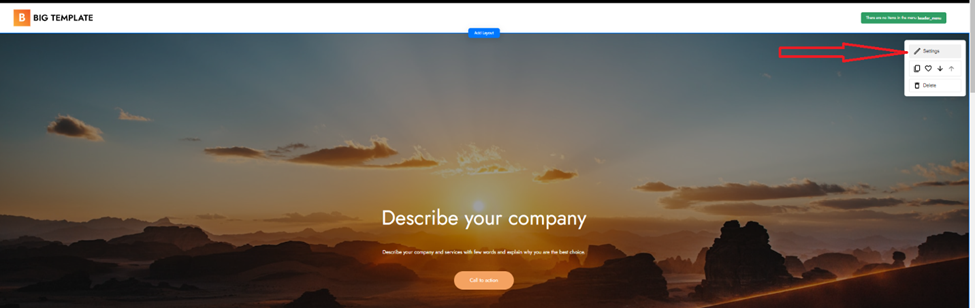 B BIG TEMPLATE
There are no items in the menu header_menu.
Add Layout
Settings
Delete
Describe your company
Describe your company and services with few words and explain why you are the best choice.
Call to action